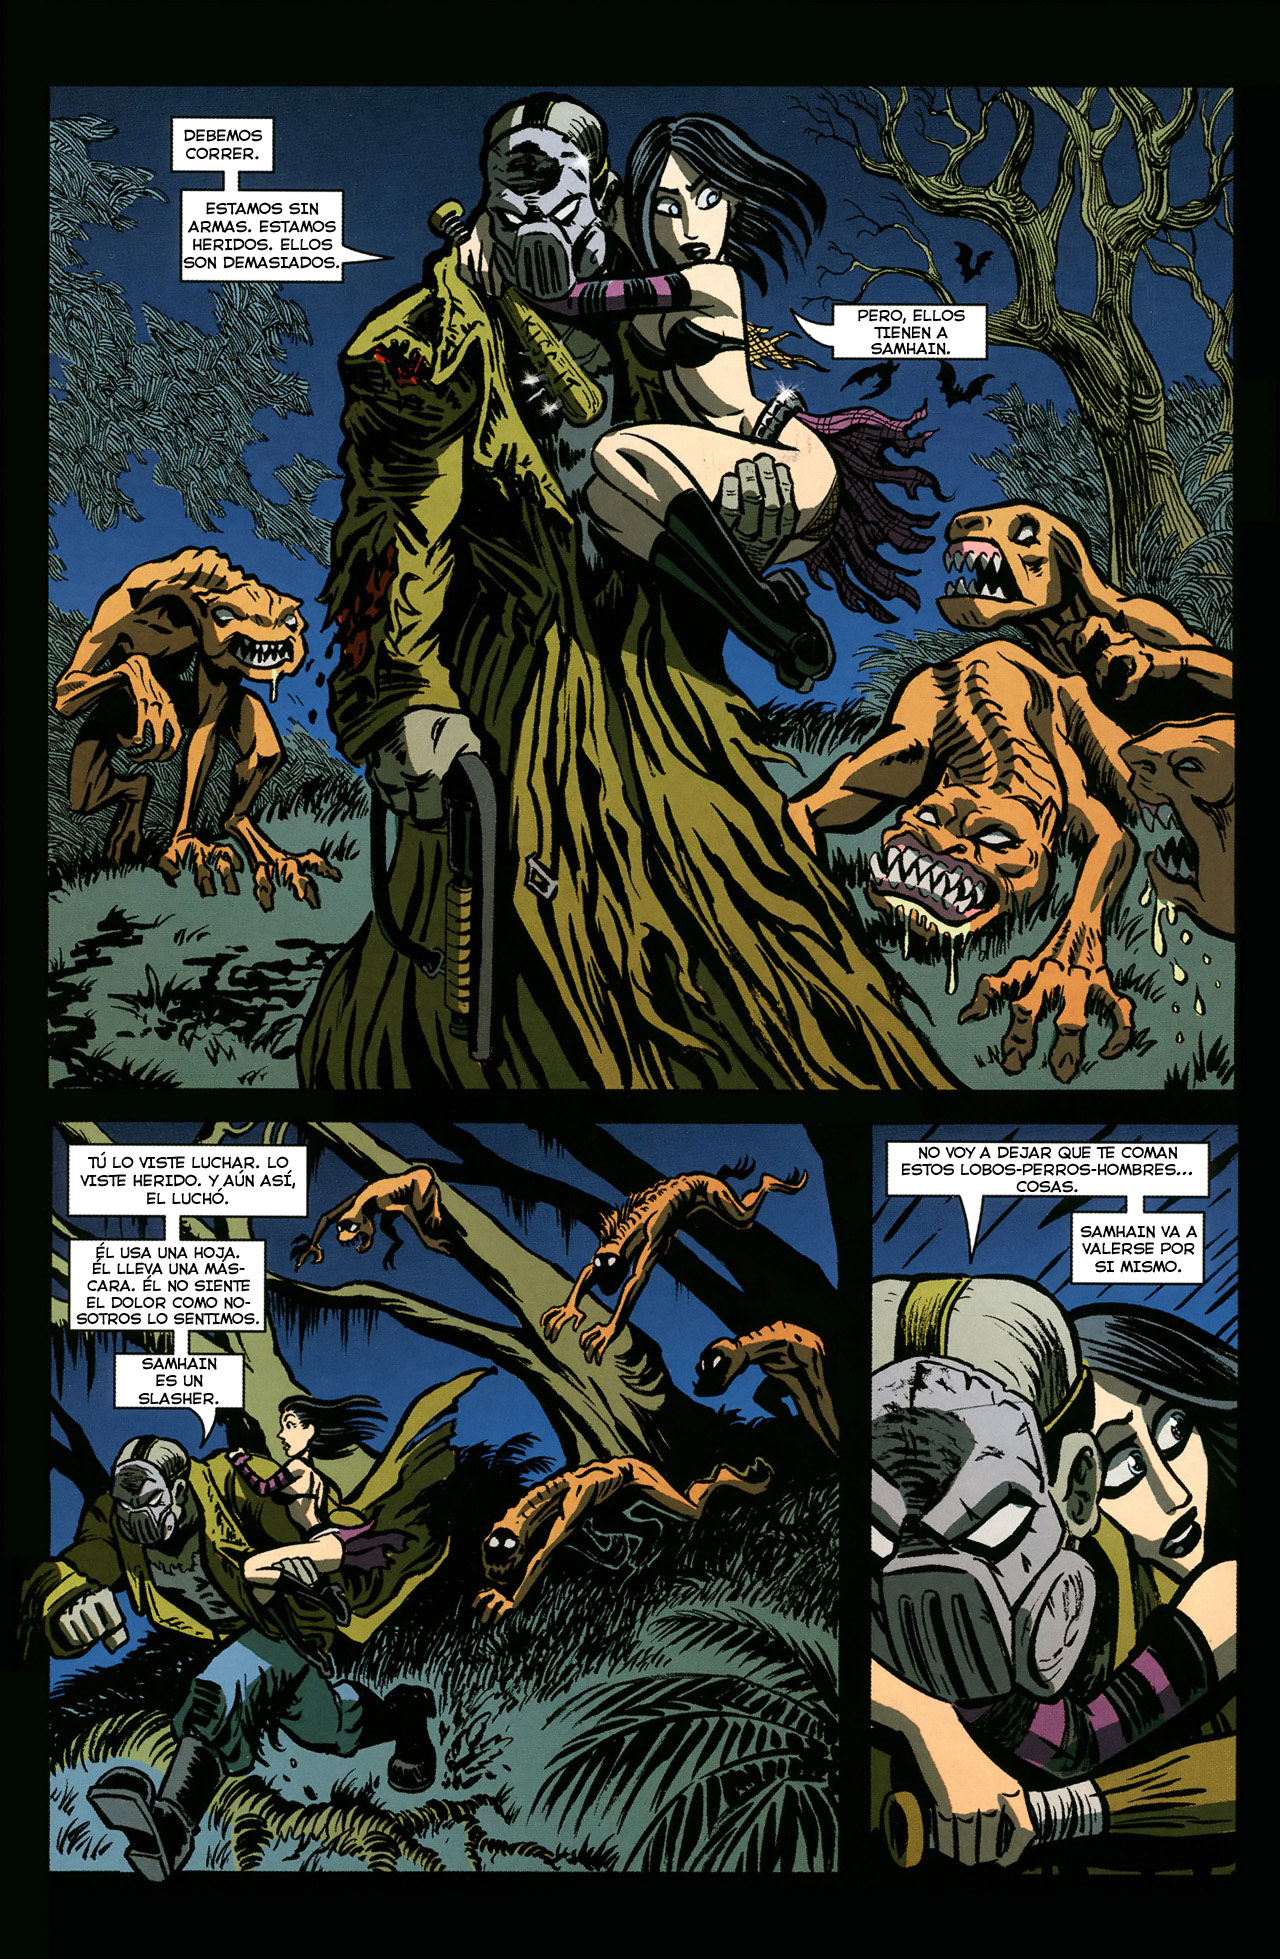 DEBEMOS
CORRER.
ESTAMOS SIN
ARMAS. ESTAMOS
HERIDOS. ELLOS
SON DEMASIADOS.
PERO, ELLOS
TIENEN A
SAMHAIN.
TÚ LO VISTE LUCHAR. LO
VISTE HERIDO. Y AÚN ASÍ,
EL LUCHÓ.
ÉL USA UNA HOJA.
ÉL LLEVA UNA MÁS-
CARA. ÉL NO SIENTE
EL DOLOR COMO NO-
SOTROS LO SENTIMOS.
SAMHAIN
ES UN
SLASHER.
NO VOY A DEJAR QUE TE COMAN
ESTOS LOBOS-PERROS-HOMBRES...
COSAS.
SAMHAIN VA A
VALERSE POR
SI MISMO.